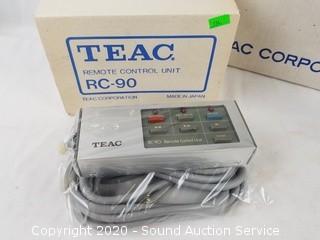 TEAC
REMOTE CONTROL UNIT
RC-90
TEAC CORPORATION
MADE IN JAPAN
TEAC CORPO
TEAC
RC-90 Remote Control Unit
Copyright 2020 - Sound Auction Service